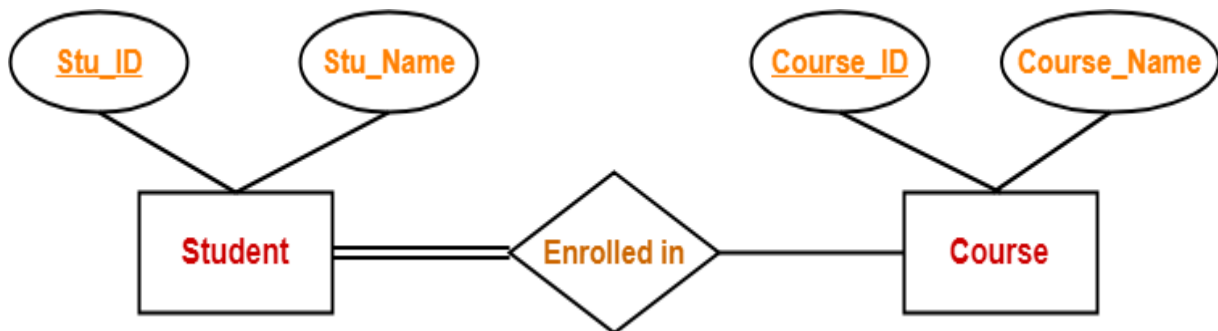 Stu_ID
Stu_Name
Course_ID
Course_Name
Student
Enrolled in
Course